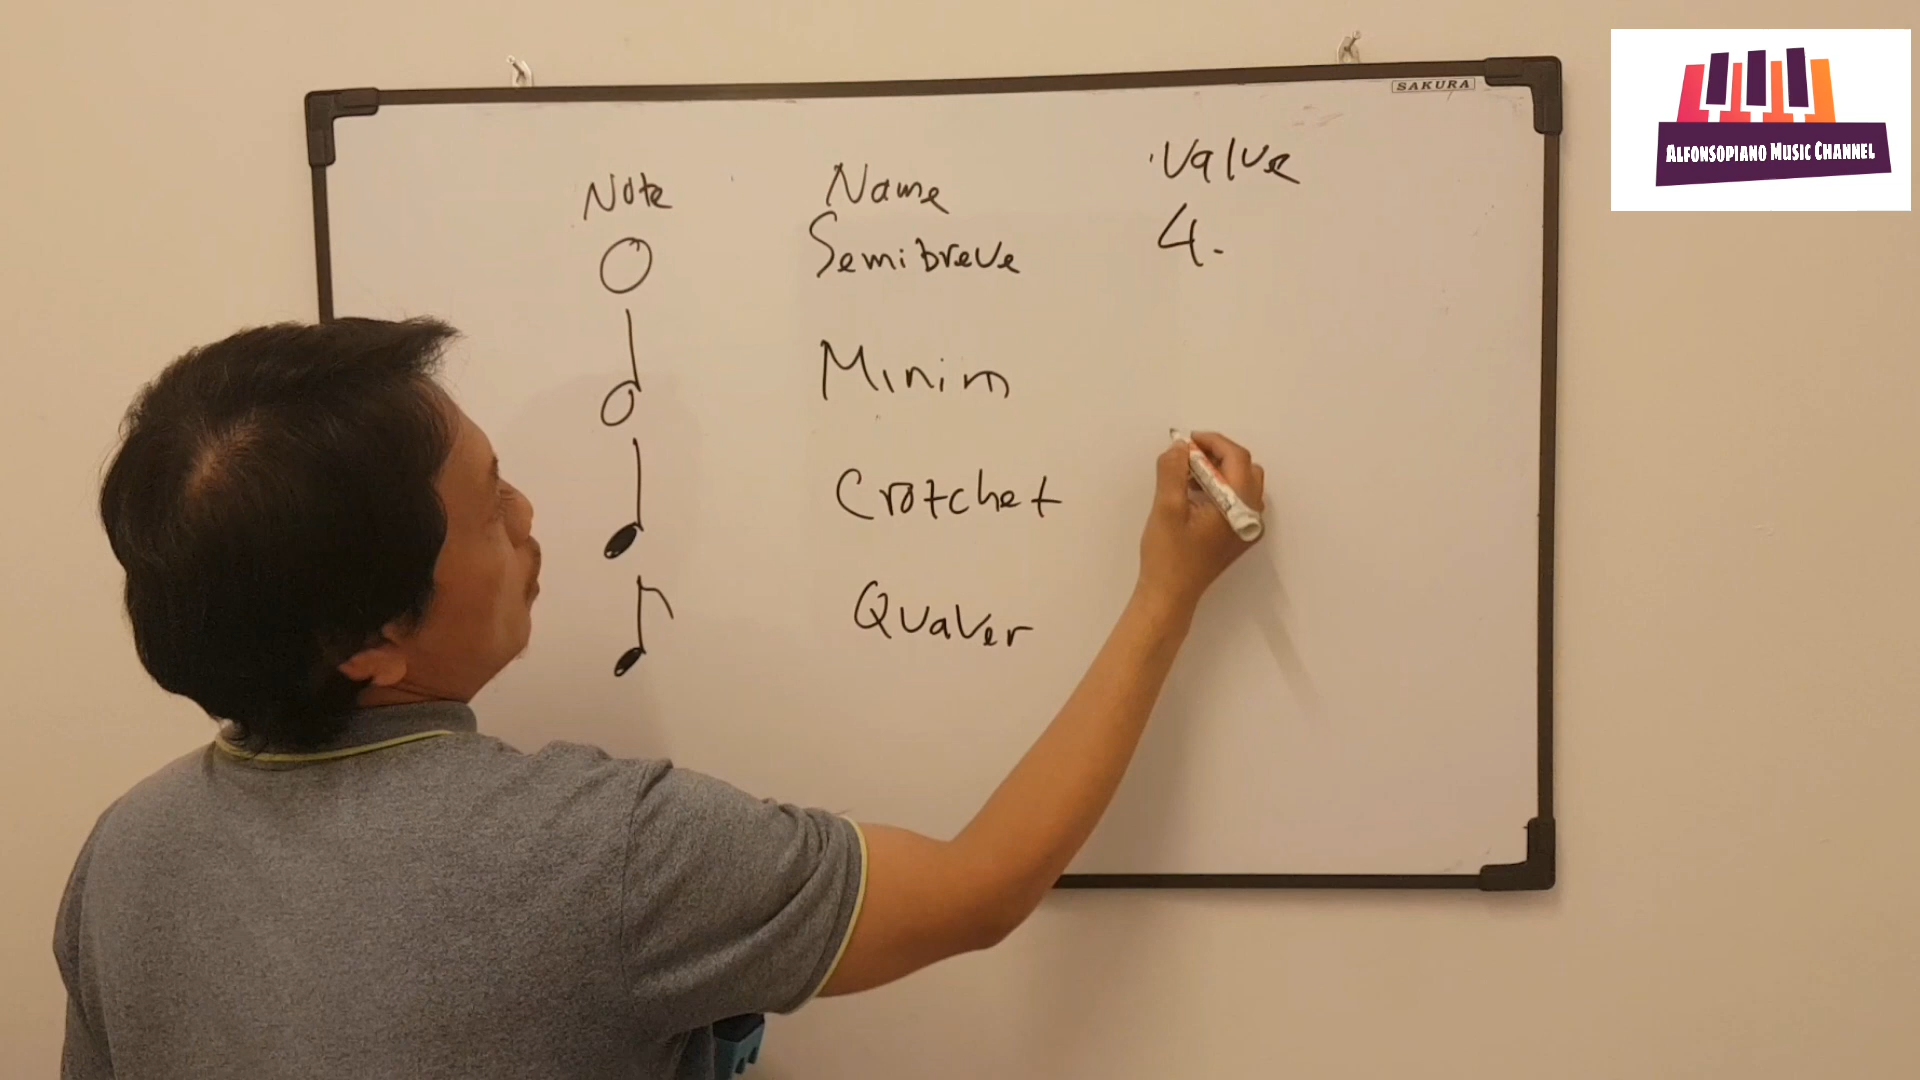 SAKURA
ALFONSOPIANO MUSIC CHANNEL
Note Name Value
Semibreve 4.
Minim
Crotchet
Quaver